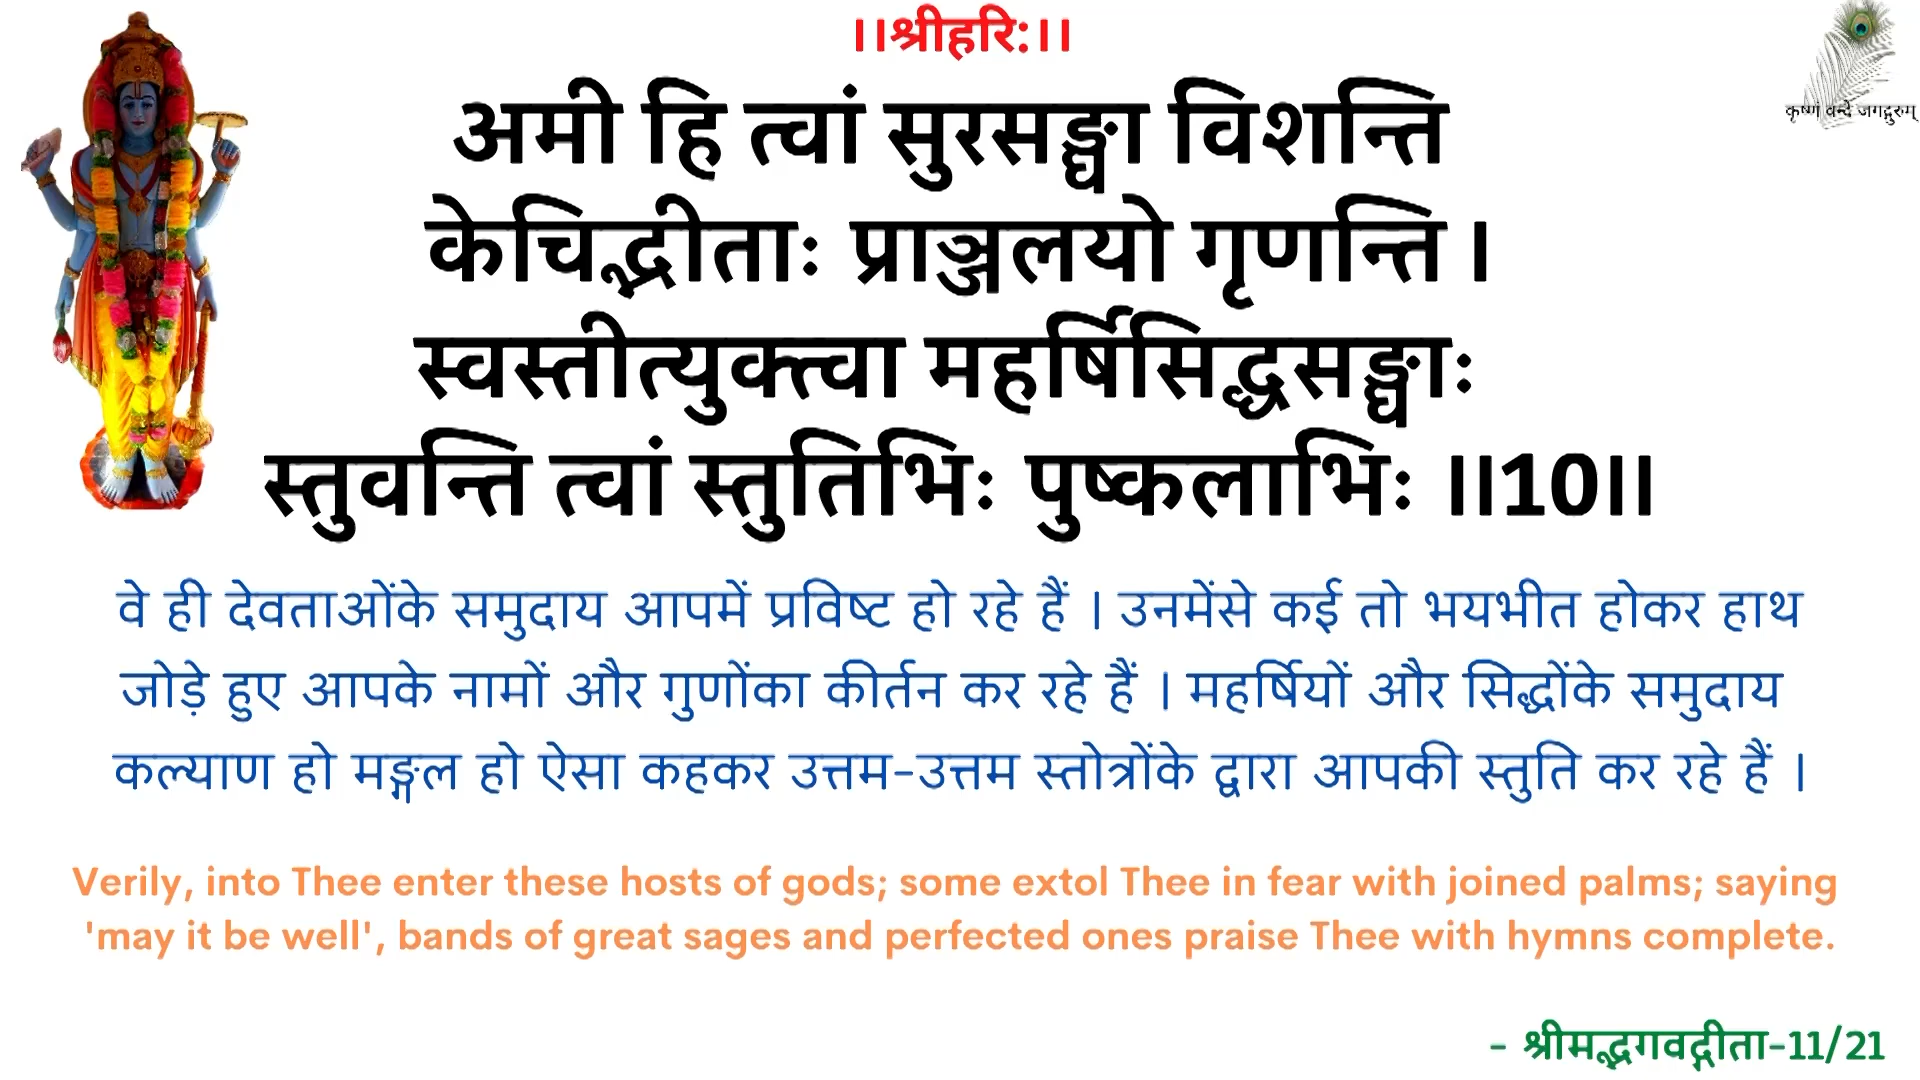 ।।श्रीहरि:।।
कृष्णं वन्दे जगद्गुरुम्
अमी हि त्वां सुरसङ्घा विशन्ति
केचिद्भीताः प्राञ्जलयो गृणन्ति ।
स्वस्तीत्युक्त्वा महर्षिसिद्धसङ्घाः
स्तुवन्ति त्वां स्तुतिभिः पुष्कलाभिः ॥10॥
वे ही देवताओंके समुदाय आपमें प्रविष्ट हो रहे हैं । उनमेंसे कई तो भयभीत होकर हाथ
जोड़े हुए आपके नामों और गुणोंका कीर्तन कर रहे हैं । महर्षियों और सिद्धोंके समुदाय
कल्याण हो मङ्गल हो ऐसा कहकर उत्तम-उत्तम स्तोत्रोंके द्वारा आपकी स्तुति कर रहे हैं ।
Verily, into Thee enter these hosts of gods; some extol Thee in fear with joined palms; saying
'may it be well', bands of great sages and perfected ones praise Thee with hymns complete.
- श्रीमद्भगवद्गीता-11/21